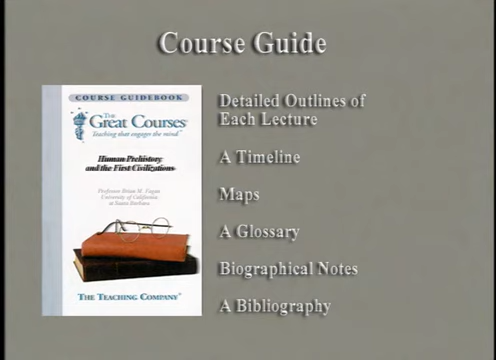 Course Guide
COURSE GUIDEBOOK
THE
Great Courses
Teaching that engages the mind™
Human Prehistory
and the First Civilizations
Professor Brian M. Fagan
University of California,
at Santa Barbara
THE TEACHING COMPANY®
Detailed Outlines of
Each Lecture
A Timeline
Maps
A Glossary
Biographical Notes
A Bibliography